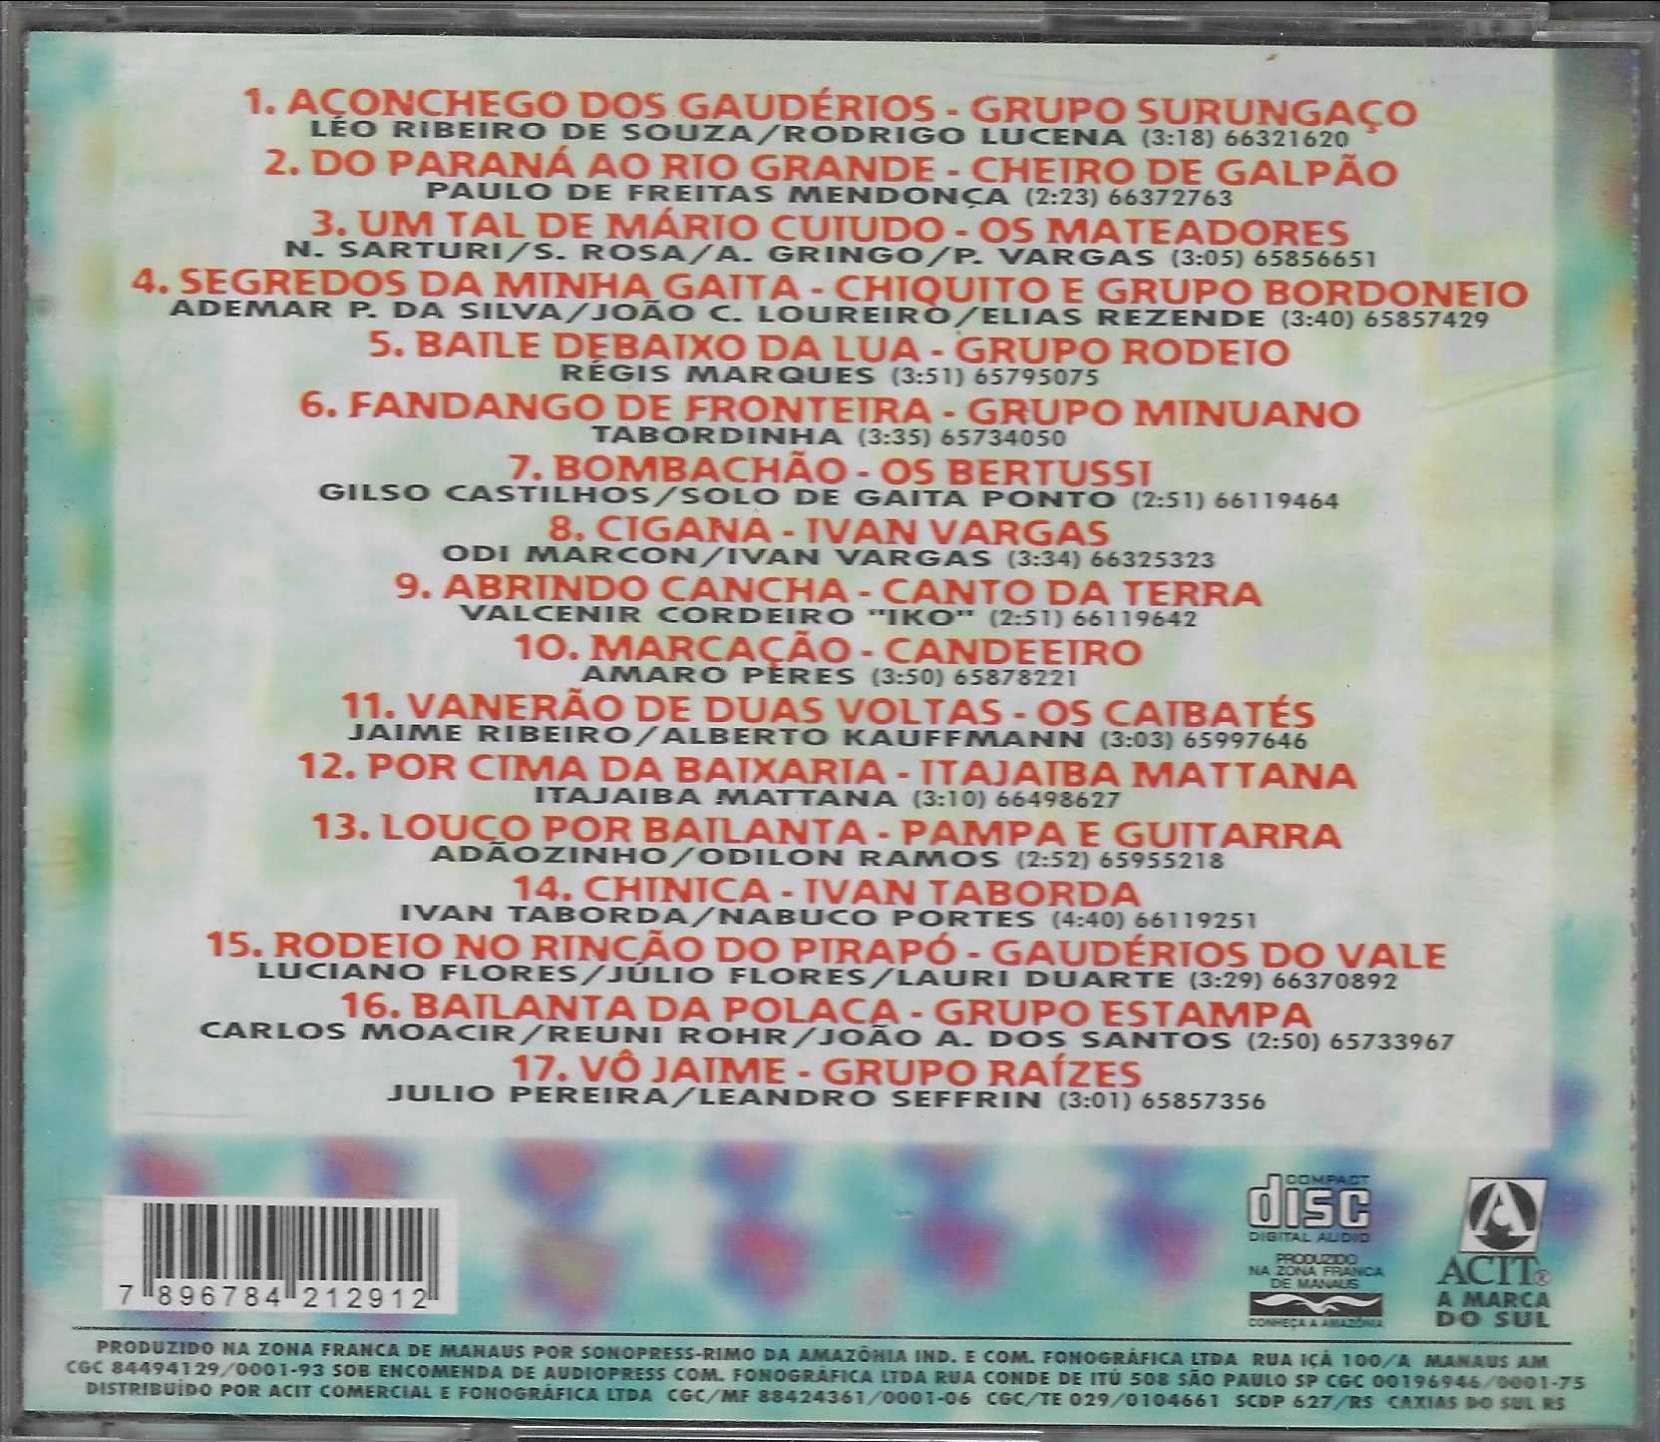 1. ACONCHEGO DOS GAUDÉRIOS - GRUPO SURUNGAÇO
LÉO RIBEIRO DE SOUZA/RODRIGO LUCENA (3:18) 66321620
2. DO PARANÁ AO RIO GRANDE - CHEIRO DE GALPÃO
PAULO DE FREITAS MENDONÇA (2:23) 66372763
3. UM TAL DE MÁRIO CUIUDO - OS MATEADORES
N. SARTURI/S. ROSA/A. GRINGO/P. VARGAS (3:05) 65856651
4. SEGREDOS DA MINHA GAITA - CHIQUITO E GRUPO BORDONEIO
ADEMAR P. DA SILVA/JOÃO C. LOUREIRO/ELIAS REZENDE (3:40) 65857429
5. BAILE DEBAIXO DA LUA - GRUPO RODEIO
RÉGIS MARQUES (3:51) 65795075
6. FANDANGO DE FRONTEIRA - GRUPO MINUANO
TABORDINHA (3:35) 65734050
7. BOMBACHÃO - OS BERTUSSI
GILSO CASTILHOS/SOLO DE GAITA PONTO (2:51) 66119464
8. CIGANA - IVAN VARGAS
ODI MARCON/IVAN VARGAS (3:34) 66325323
9. ABRINDO CANCHA - CANTO DA TERRA
VALCENIR CORDEIRO "IKO" (2:51) 66119642
10. MARCAÇÃO - CANDEEIRO
AMARO PERES (3:50) 65878221
11. VANERÃO DE DUAS VOLTAS - OS CAIBATÉS
JAIME RIBEIRO/ALBERTO KAUFFMANN (3:03) 65997646
12. POR CIMA DA BAIXARIA - ITAJAIBA MATTANA
ITAJAIBA MATTANA (3:10) 66498627
13. LOUCO POR BAILANTA - PAMPA E GUITARRA
ADÃOZINHO/ODILON RAMOS (2:52) 65955218
14. CHINICA - IVAN TABORDA
IVAN TABORDA/NABUCO PORTES (4:40) 66119251
15. RODEIO NO RINCÃO DO PIRAPÓ - GAUDÉRIOS DO VALE
LUCIANO FLORES/JÚLIO FLORES/LAURI DUARTE (3:29) 66370892
16. BAILANTA DA POLACA - GRUPO ESTAMPA
CARLOS MOACIR/REUNI ROHR/JOÃO A. DOS SANTOS (2:50) 65733967
17. VÔ JAIME - GRUPO RAÍZES
JULIO PEREIRA/LEANDRO SEFFRIN (3:01) 65857356
7 896784 212912
COMPACT
disc
DIGITAL AUDIO
PRODUZIDO
NA ZONA FRANCA
DE MANAUS
CONHEÇA A AMAZÔNIA
A
ACIT®
A MARCA
DO SUL
PRODUZIDO NA ZONA FRANCA DE MANAUS POR SONOPRESS-RIMO DA AMAZÔNIA IND. E COM. FONOGRÁFICA LTDA RUA IÇÁ 100/A MANAUS AM
CGC 84494129/0001-93 SOB ENCOMENDA DE AUDIOPRESS COM. FONOGRÁFICA LTDA RUA CONDE DE ITÚ 508 SÃO PAULO SP CGC 00196946/0001-75
DISTRIBUÍDO POR ACIT COMERCIAL E FONOGRÁFICA LTDA CGC/MF 88424361/0001-06 CGC/TE 029/0104661 SCDP 627/RS CAXIAS DO SUL RS